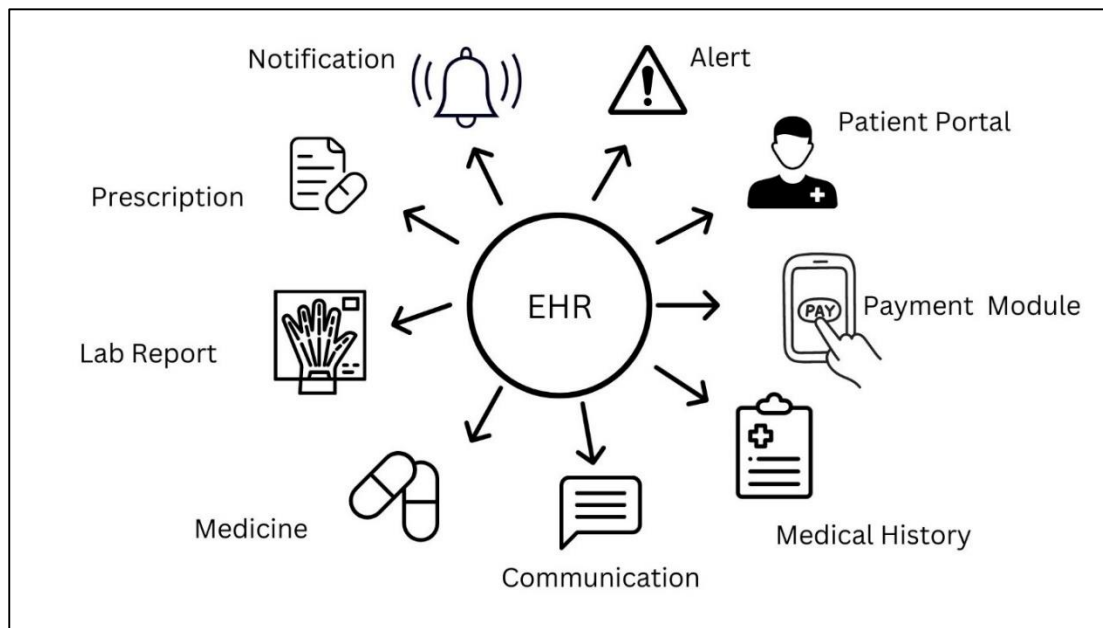 Notification
Alert
Patient Portal
Prescription
EHR
PAY
Payment Module
Lab Report
Medicine
Medical History
Communication